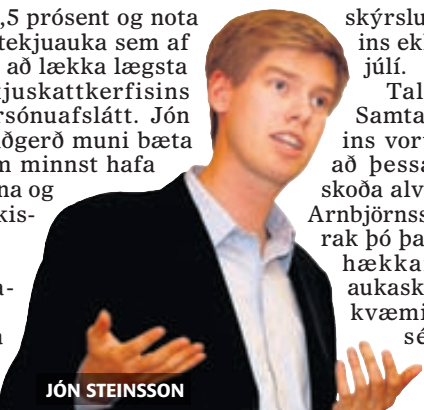 ,5 prósent og nota
tekjuauka sem af
að lækka lægsta
kjuskattkerfisins
rsónuafslátt. Jón
ðgerð muni bæta
m minnst hafa
na og
kis-
a-
JÓN STEINSSON
skýrslu
ins ekl
júlí.
Tal
Samta
ins vor
að þessa
skoða alv
Arnbjörnss
rak þó þa
hækka
aukask
kvæmi
sé